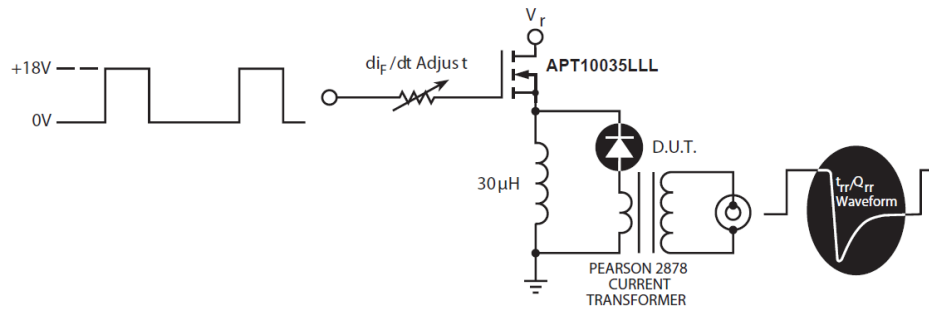 V_r
+18V
di_F/dt Adjust
APT10035LLL
0V
D.U.T.
30µH
t_rr/Q_rr
Waveform
PEARSON 2878
CURRENT
TRANSFORMER